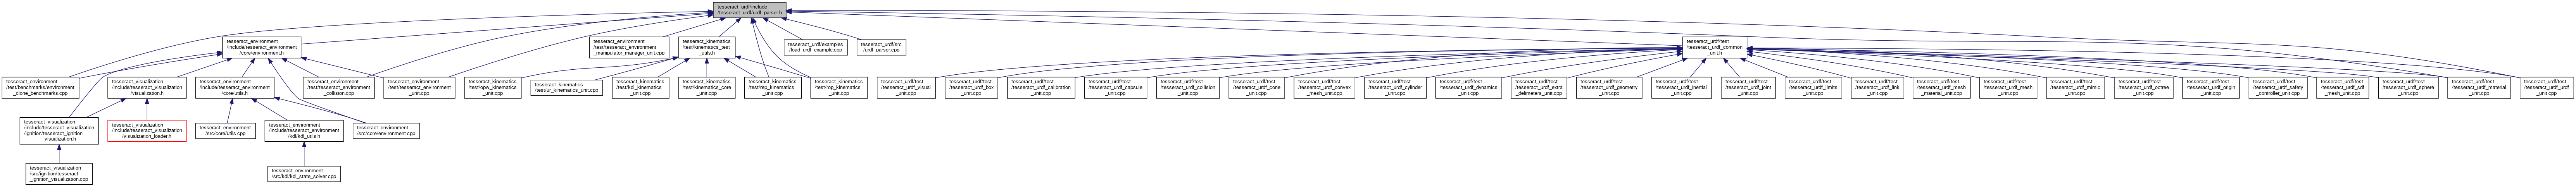 tesseract_urdf/include
/tesseract_urdf/urdf_parser.h
tesseract_environment
/include/tesseract_environment
/core/environment.h
tesseract_environment
/test/tesseract_environment
_manipulator_manager_unit.cpp
tesseract_kinematics
/test/kinematics_test
_utils.h
tesseract_urdf/examples
/load_urdf_example.cpp
tesseract_urdf/src
/urdf_parser.cpp
tesseract_urdf/test
/tesseract_urdf_common
_unit.h
tesseract_environment
/test/benchmarks/environment
_clone_benchmarks.cpp
tesseract_visualization
/include/tesseract_visualization
/visualization.h
tesseract_environment
/include/tesseract_environment
/core/utils.h
tesseract_environment
/test/tesseract_environment
_collision.cpp
tesseract_environment
/test/tesseract_environment
_unit.cpp
tesseract_kinematics
/test/opw_kinematics
_unit.cpp
tesseract_kinematics
/test/ur_kinematics_unit.cpp
tesseract_kinematics
/test/kdl_kinematics
_unit.cpp
tesseract_kinematics
/test/kinematics_core
_unit.cpp
tesseract_kinematics
/test/rep_kinematics
_unit.cpp
tesseract_kinematics
/test/rop_kinematics
_unit.cpp
tesseract_urdf/test
/tesseract_urdf_visual
_unit.cpp
tesseract_urdf/test
/tesseract_urdf_box
_unit.cpp
tesseract_urdf/test
/tesseract_urdf_calibration
_unit.cpp
tesseract_urdf/test
/tesseract_urdf_capsule
_unit.cpp
tesseract_urdf/test
/tesseract_urdf_collision
_unit.cpp
tesseract_urdf/test
/tesseract_urdf_cone
_unit.cpp
tesseract_urdf/test
/tesseract_urdf_convex
_mesh_unit.cpp
tesseract_urdf/test
/tesseract_urdf_cylinder
_unit.cpp
tesseract_urdf/test
/tesseract_urdf_dynamics
_unit.cpp
tesseract_urdf/test
/tesseract_urdf_extra
_delimeters_unit.cpp
tesseract_urdf/test
/tesseract_urdf_geometry
_unit.cpp
tesseract_urdf/test
/tesseract_urdf_inertial
_unit.cpp
tesseract_urdf/test
/tesseract_urdf_joint
_unit.cpp
tesseract_urdf/test
/tesseract_urdf_limits
_unit.cpp
tesseract_urdf/test
/tesseract_urdf_link
_unit.cpp
tesseract_urdf/test
/tesseract_urdf_mesh
_material_unit.cpp
tesseract_urdf/test
/tesseract_urdf_mesh
_unit.cpp
tesseract_urdf/test
/tesseract_urdf_mimic
_unit.cpp
tesseract_urdf/test
/tesseract_urdf_octree
_unit.cpp
tesseract_urdf/test
/tesseract_urdf_origin
_unit.cpp
tesseract_urdf/test
/tesseract_urdf_safety
_controller_unit.cpp
tesseract_urdf/test
/tesseract_urdf_sdf
_mesh_unit.cpp
tesseract_urdf/test
/tesseract_urdf_sphere
_unit.cpp
tesseract_urdf/test
/tesseract_urdf_material
_unit.cpp
tesseract_urdf/test
/tesseract_urdf_urdf
_unit.cpp
tesseract_visualization
/include/tesseract_visualization
/ignition/tesseract_ignition
_visualization.h
tesseract_visualization
/include/tesseract_visualization
/visualization_loader.h
tesseract_environment
/src/core/utils.cpp
tesseract_environment
/include/tesseract_environment
/kdl/kdl_utils.h
tesseract_environment
/src/core/environment.cpp
tesseract_visualization
/src/ignition/tesseract
_ignition_visualization.cpp
tesseract_environment
/src/kdl/kdl_state_solver.cpp